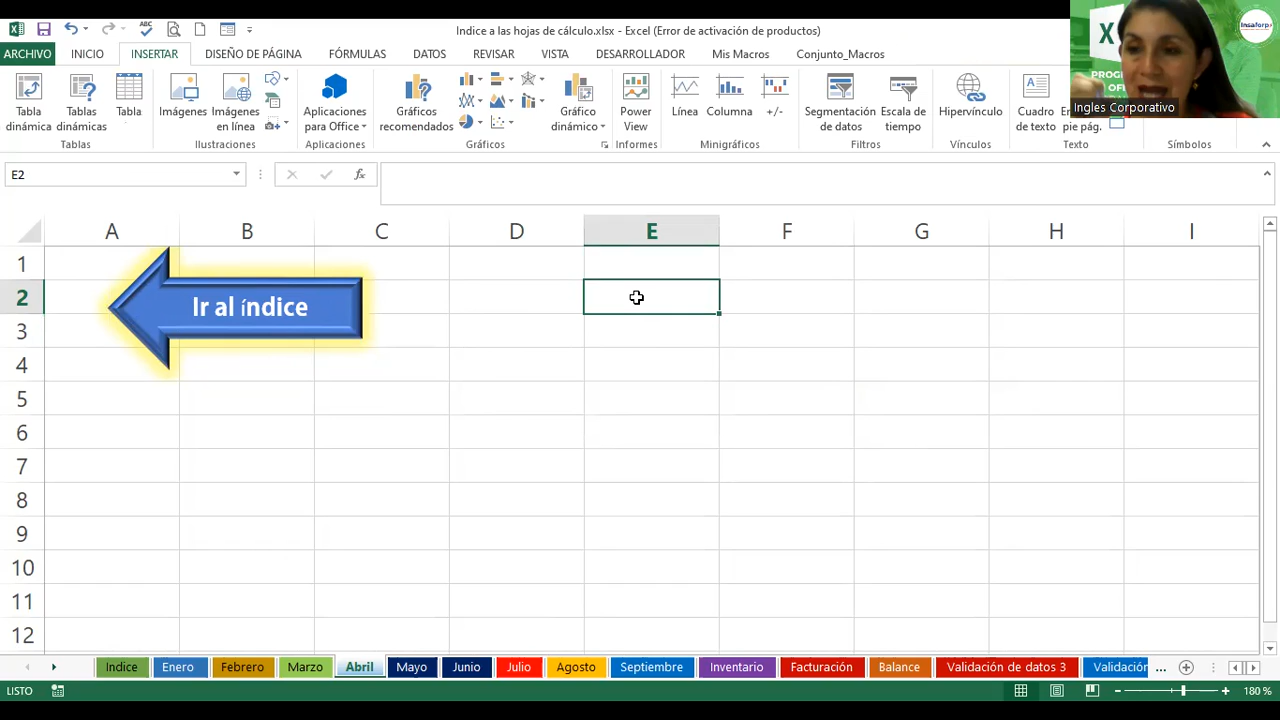 Indice a las hojas de cálculo.xlsx - Excel (Error de activación de productos)
ARCHIVO INICIO INSERTAR DISEÑO DE PÁGINA FÓRMULAS DATOS REVISAR VISTA DESARROLLADOR Mis Macros Conjunto_Macros
Tabla dinámica
Tablas dinámicas
Tabla
Imágenes
Imágenes en línea
Aplicaciones para Office
Gráficos recomendados
Gráfico dinámico
Power View
Línea
Columna
+/-
Segmentación de datos
Escala de tiempo
Hipervínculo
Cuadro de texto
pie pág.
Tablas Ilustraciones Aplicaciones Gráficos Informes Minigráficos Filtros Vínculos Texto Símbolos
Insaforp
Ingles Corporativo
E2
fx
A B C D E F G H I
1
2
3
4
5
6
7
8
9
10
11
12
Ir al índice
Indice Enero Febrero Marzo Abril Mayo Junio Julio Agosto Septiembre Inventario Facturación Balance Validación de datos 3 Validación ...
LISTO
180 %